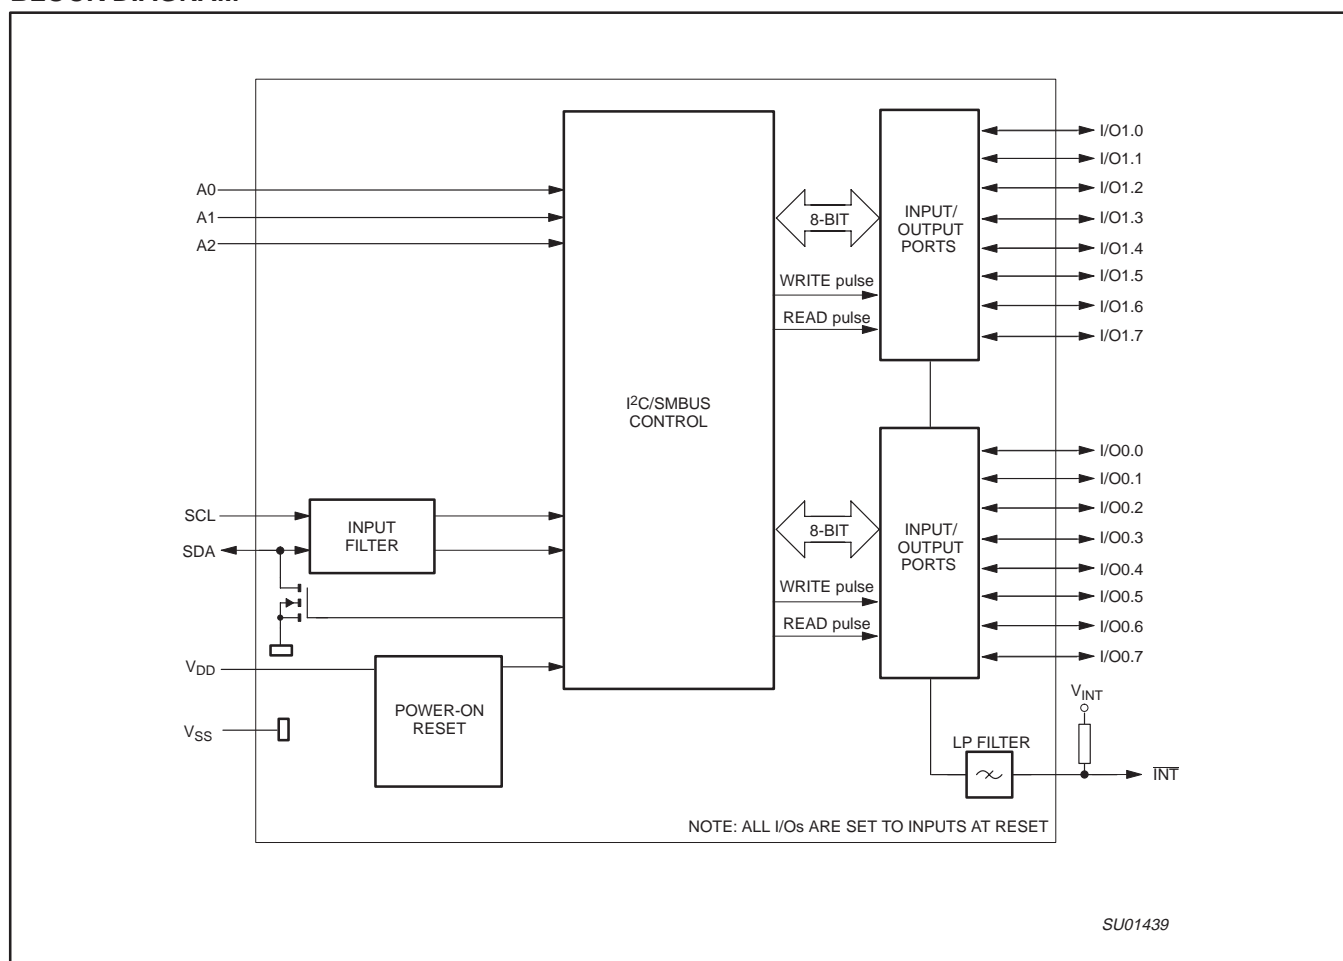 A0
A1
A2
SCL
SDA
VDD
VSS
INPUT
FILTER
POWER-ON
RESET
I²C/SMBUS
CONTROL
8-BIT
WRITE pulse
READ pulse
INPUT/
OUTPUT
PORTS
I/O1.0
I/O1.1
I/O1.2
I/O1.3
I/O1.4
I/O1.5
I/O1.6
I/O1.7
8-BIT
WRITE pulse
READ pulse
INPUT/
OUTPUT
PORTS
I/O0.0
I/O0.1
I/O0.2
I/O0.3
I/O0.4
I/O0.5
I/O0.6
I/O0.7
VINT
LP FILTER
INT
NOTE: ALL I/Os ARE SET TO INPUTS AT RESET
SU01439